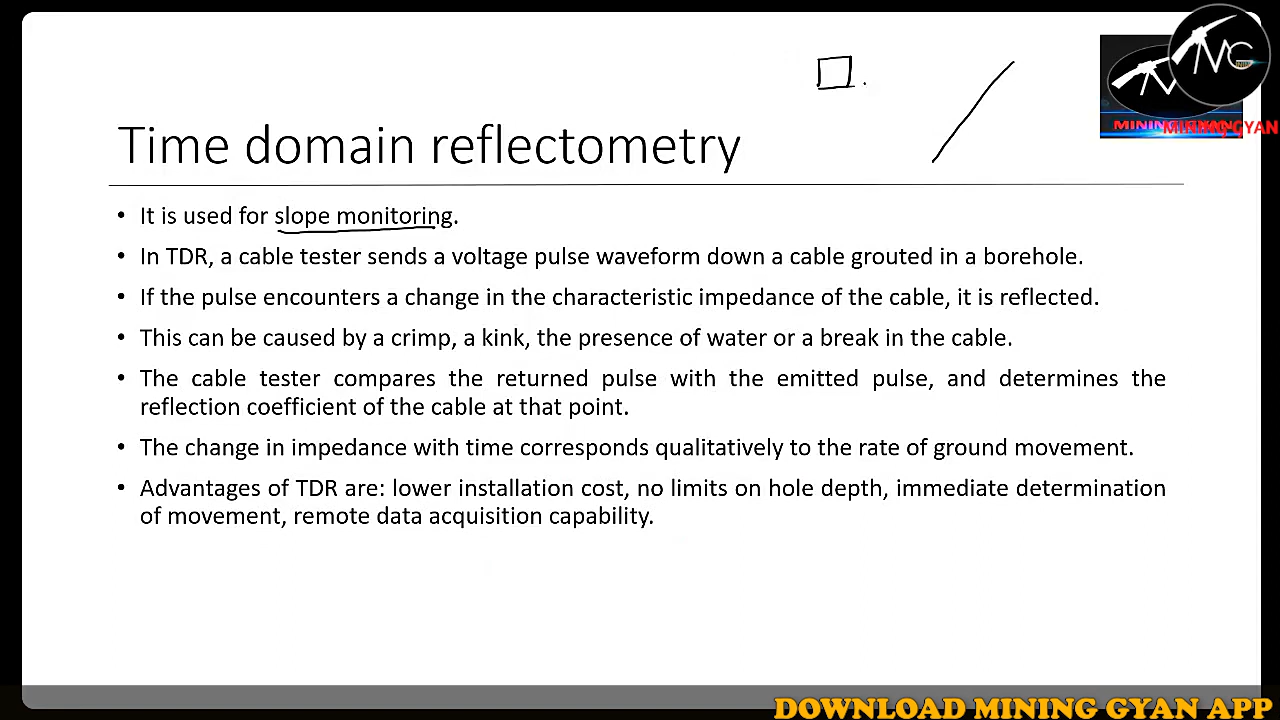 MG
MINING GYAN
MINING GYAN
Time domain reflectometry
• It is used for slope monitoring.
• In TDR, a cable tester sends a voltage pulse waveform down a cable grouted in a borehole.
• If the pulse encounters a change in the characteristic impedance of the cable, it is reflected.
• This can be caused by a crimp, a kink, the presence of water or a break in the cable.
• The cable tester compares the returned pulse with the emitted pulse, and determines the
reflection coefficient of the cable at that point.
• The change in impedance with time corresponds qualitatively to the rate of ground movement.
• Advantages of TDR are: lower installation cost, no limits on hole depth, immediate determination
of movement, remote data acquisition capability.
DOWNLOAD MINING GYAN APP